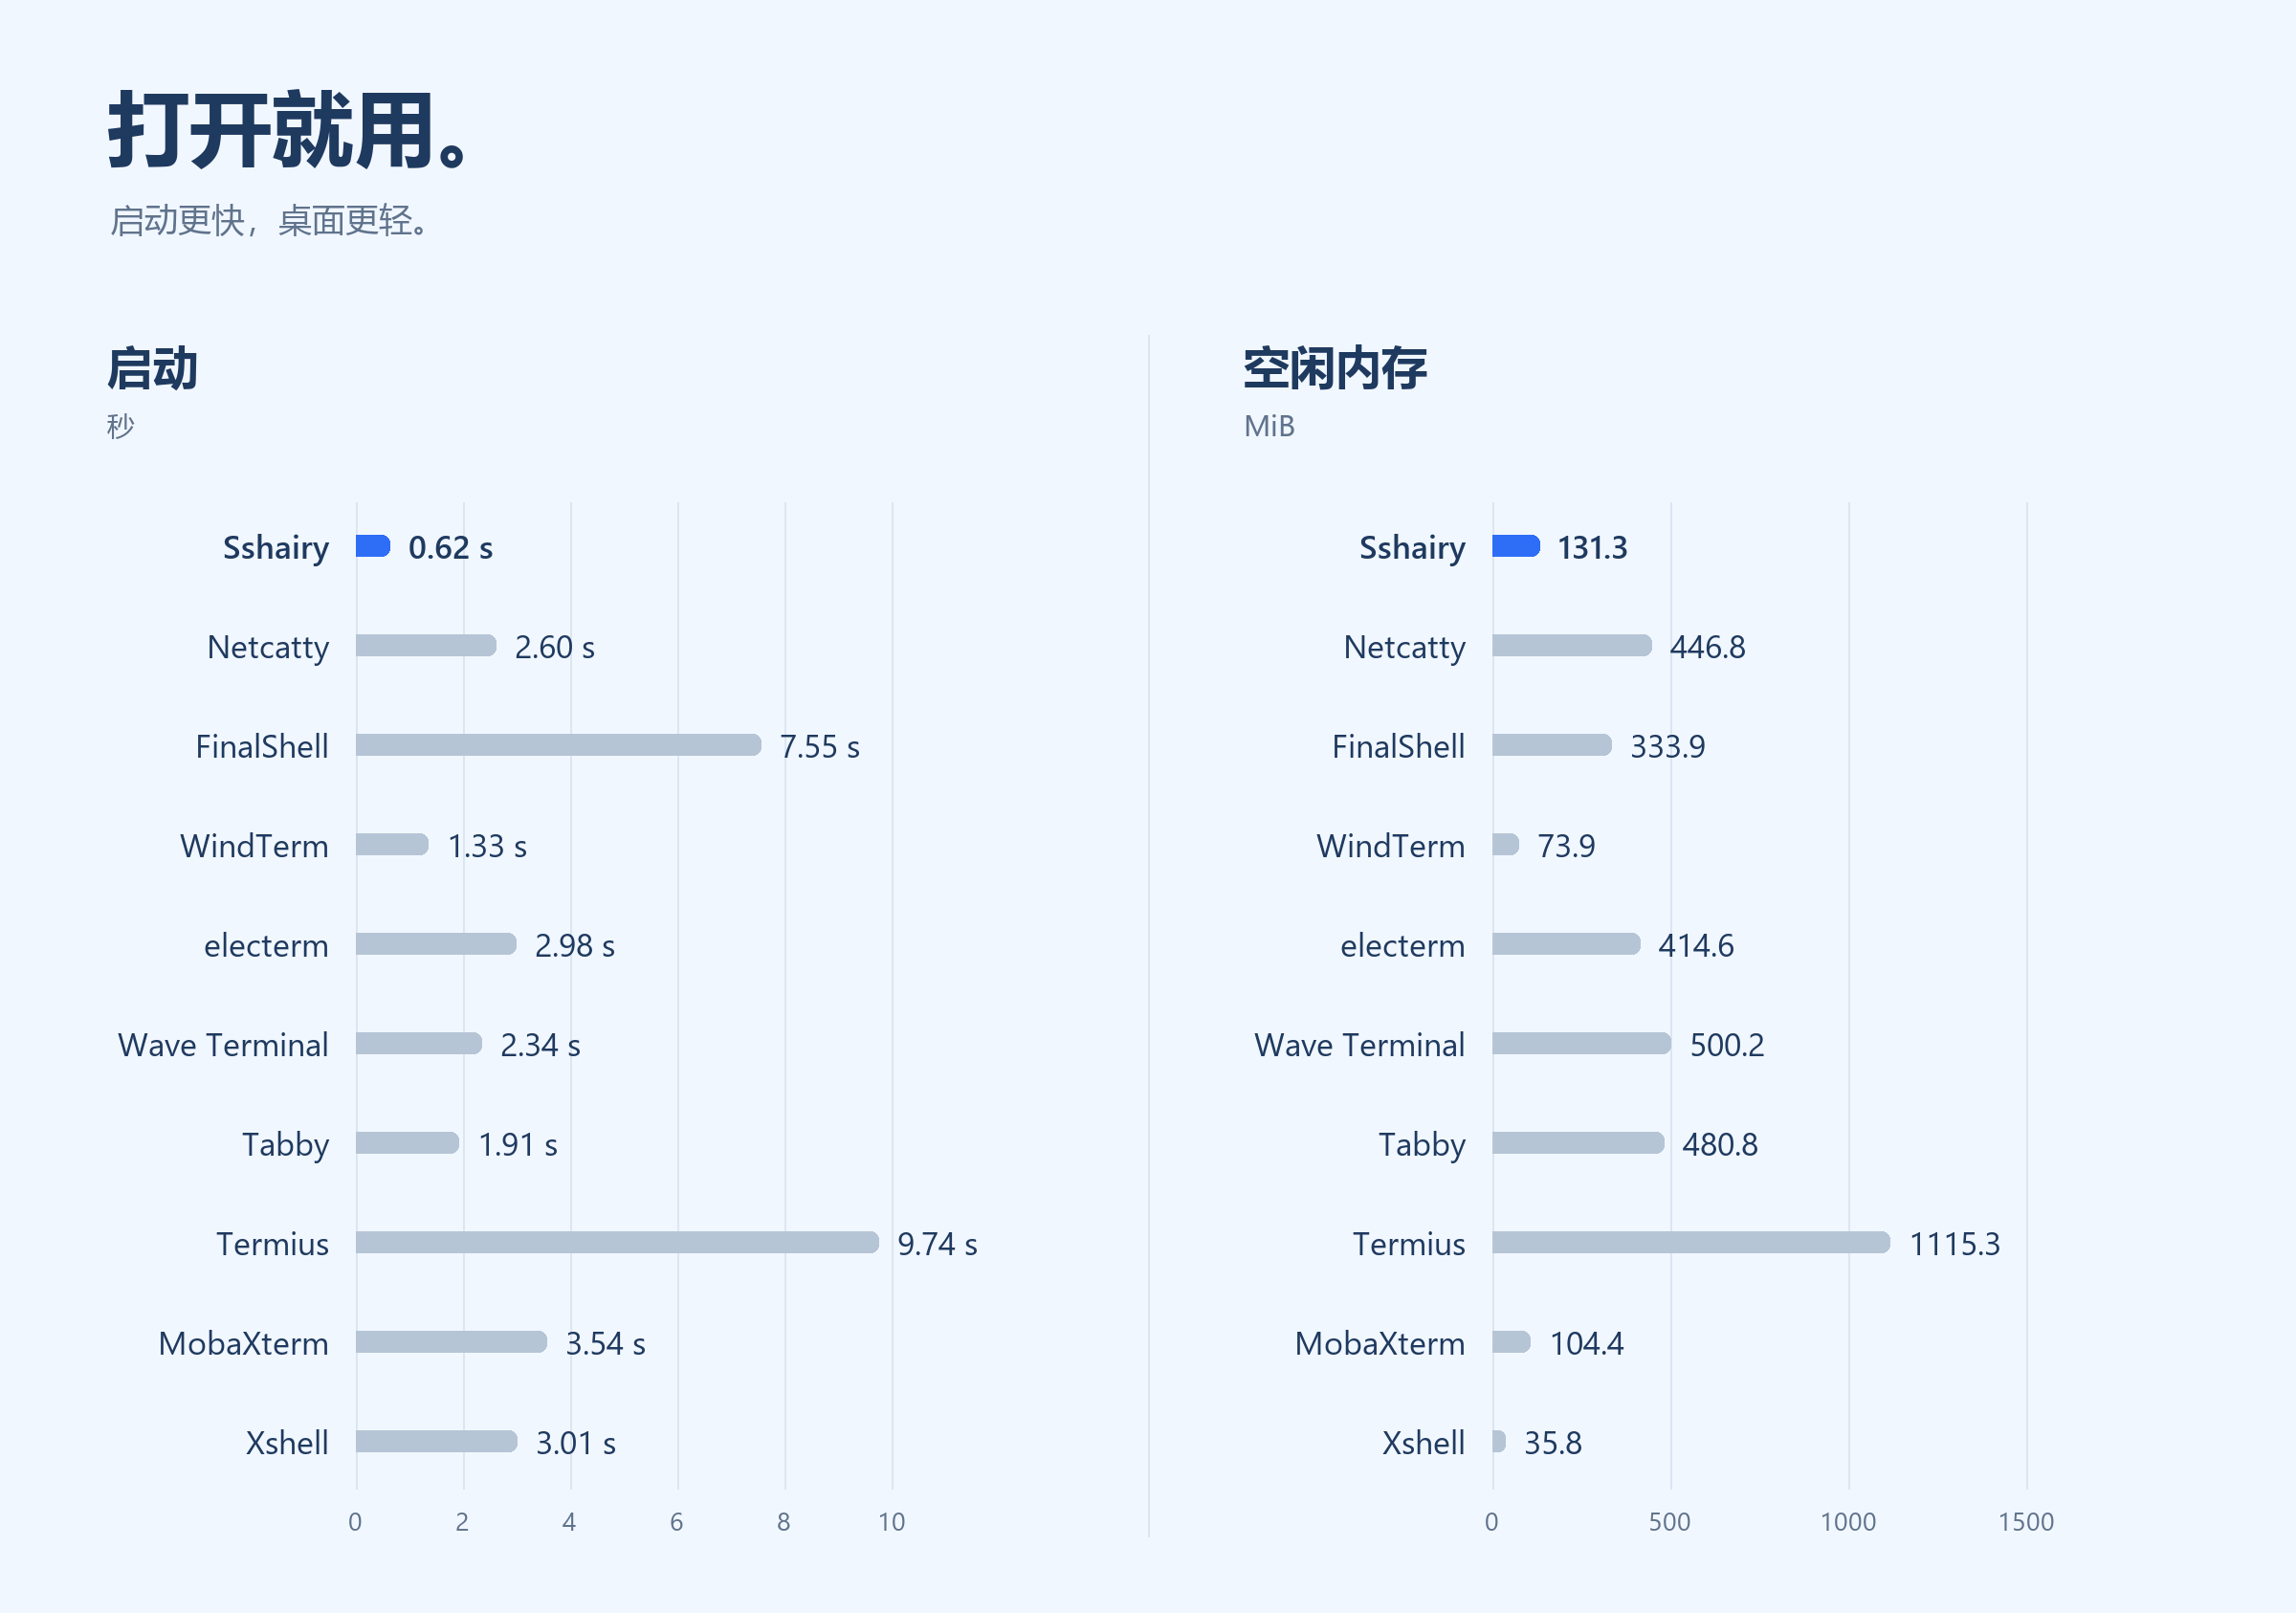 打开就用。
启动更快，桌面更轻。
启动
秒
Sshairy 0.62 s
Netcatty 2.60 s
FinalShell 7.55 s
WindTerm 1.33 s
electerm 2.98 s
Wave Terminal 2.34 s
Tabby 1.91 s
Termius 9.74 s
MobaXterm 3.54 s
Xshell 3.01 s
0 2 4 6 8 10
空闲内存
MiB
Sshairy 131.3
Netcatty 446.8
FinalShell 333.9
WindTerm 73.9
electerm 414.6
Wave Terminal 500.2
Tabby 480.8
Termius 1115.3
MobaXterm 104.4
Xshell 35.8
0 500 1000 1500